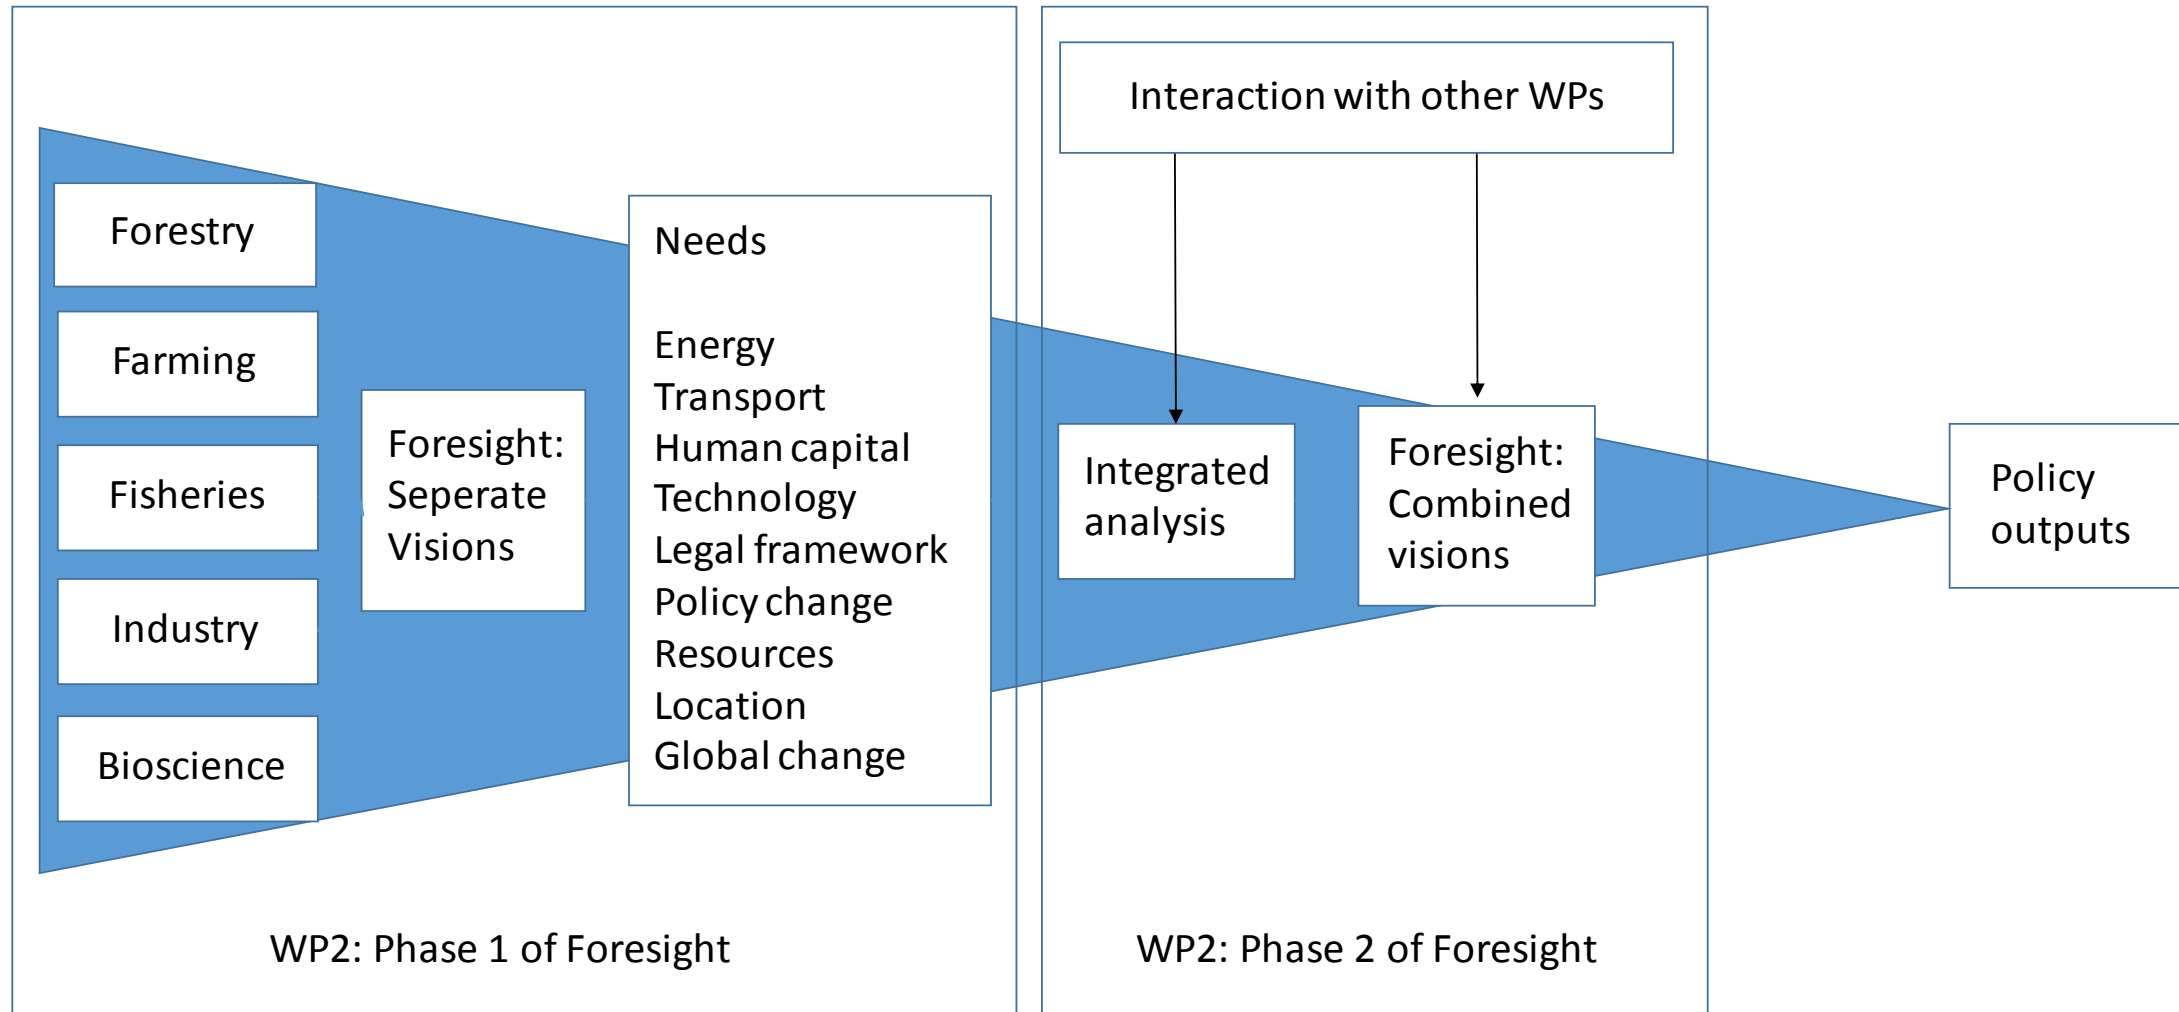 Forestry
Farming
Fisheries
Industry
Bioscience
Foresight:
Seperate
Visions
Needs
Energy
Transport
Human capital
Technology
Legal framework
Policy change
Resources
Location
Global change
WP2: Phase 1 of Foresight
Interaction with other WPs
Integrated
analysis
Foresight:
Combined
visions
WP2: Phase 2 of Foresight
Policy
outputs